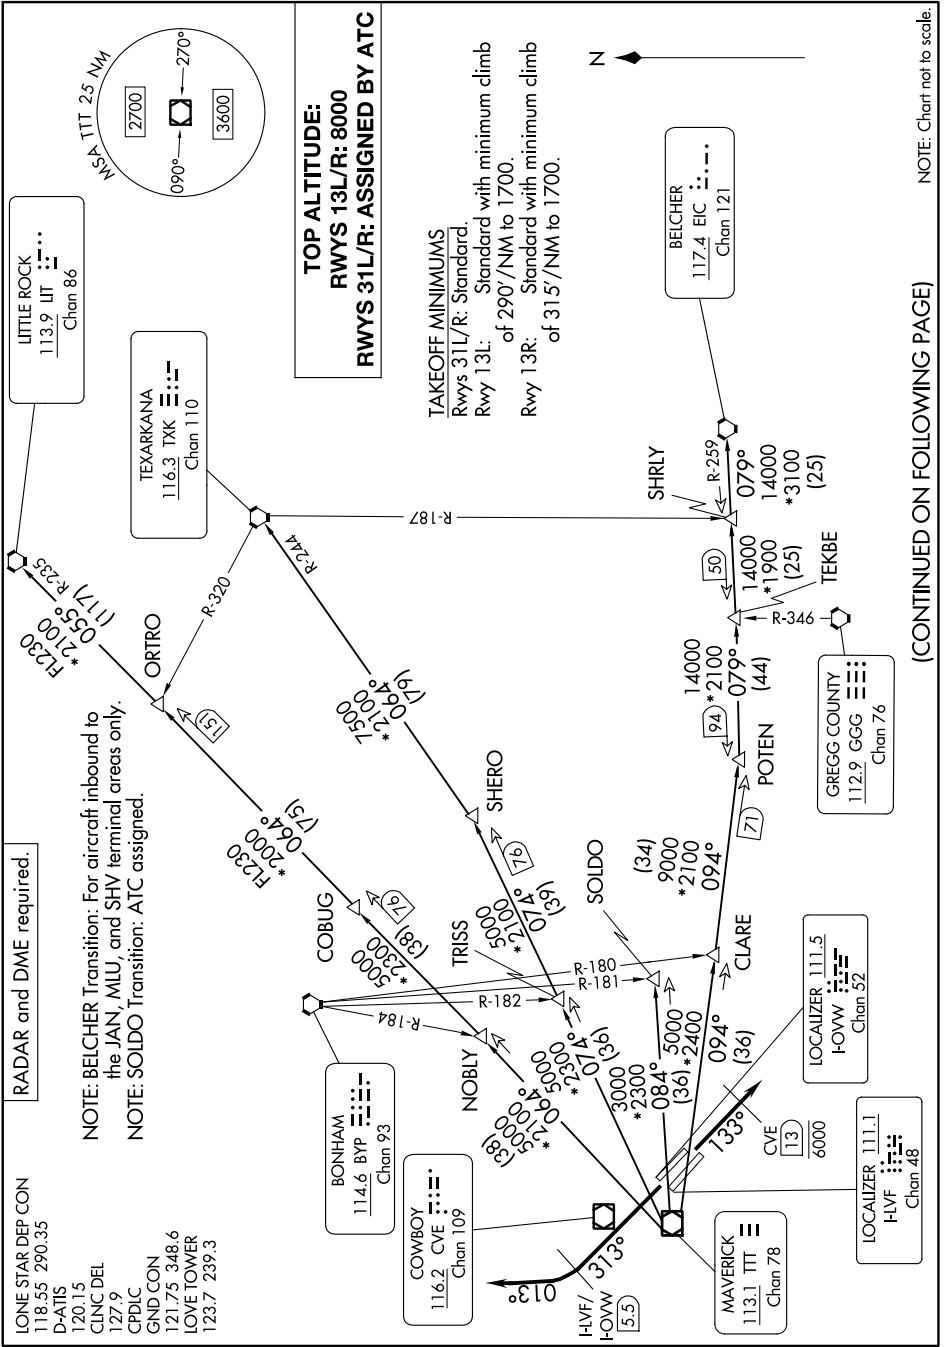 LONE STAR DEP CON
118.55 290.35
D-ATIS
120.15
CLNC DEL
127.9
CPDLC
GND CON
121.75 348.6
LOVE TOWER
123.7 239.3
RADAR and DME required.
NOTE: BELCHER Transition: For aircraft inbound to
the JAN, MLU, and SHV terminal areas only.
NOTE: SOLDO Transition: ATC assigned.
LITTLE ROCK
113.9 LIT
Chan 86
MSA TTT 25 NM
2700
090°
270°
3600
TOP ALTITUDE:
RWYS 13L/R: 8000
RWYS 31L/R: ASSIGNED BY ATC
TAKEOFF MINIMUMS
Rwys 31L/R: Standard.
Rwy 13L: Standard with minimum climb
of 290'/NM to 1700.
Rwy 13R: Standard with minimum climb
of 315'/NM to 1700.
N
TEXARKANA
116.3 TXK
Chan 110
BELCHER
117.4 EIC
Chan 121
BONHAM
114.6 BYP
Chan 93
COWBOY
116.2 CVE
Chan 109
MAVERICK
113.1 TTT
Chan 78
LOCALIZER 111.1
I-LVF
Chan 48
LOCALIZER 111.5
I-OVW
Chan 52
GREGG COUNTY
112.9 GGG
Chan 76
R-235
FL230
*2100
055°
(117)
ORTRO
R-320
151
FL230
*2000
064°
(75)
COBUG
76
5000
*2300
(38)
NOBLY
R-184
5000
*2100
064°
(38)
R-244
7500
*2100
064°
(79)
SHERO
76
5000
*2100
074°
(39)
TRISS
R-182
5000
*2300
074°
(36)
SOLDO
R-181
3000
*2300
084°
(36)
R-180
CLARE
5000
*2400
094°
(36)
(34)
9000
*2100
094°
71
POTEN
94
14000
*2100
079°
(44)
TEKBE
R-346
50
14000
*1900
(25)
SHRLY
R-187
R-259
079°
14000
*3100
(25)
013°
313°
I-LVF/
I-OVW
5.5
133°
CVE
13
6000
(CONTINUED ON FOLLOWING PAGE)
NOTE: Chart not to scale.